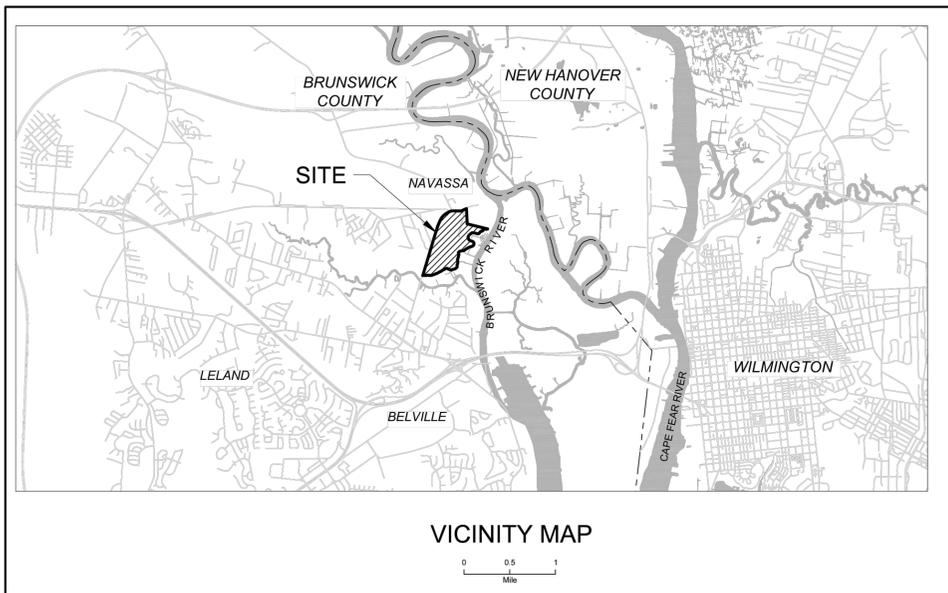 BRUNSWICK
COUNTY
NEW HANOVER
COUNTY
SITE
NAVASSA
BRUNSWICK RIVER
LELAND
BELVILLE
WILMINGTON
CAPE FEAR RIVER
VICINITY MAP
0 0.5 1
Mile